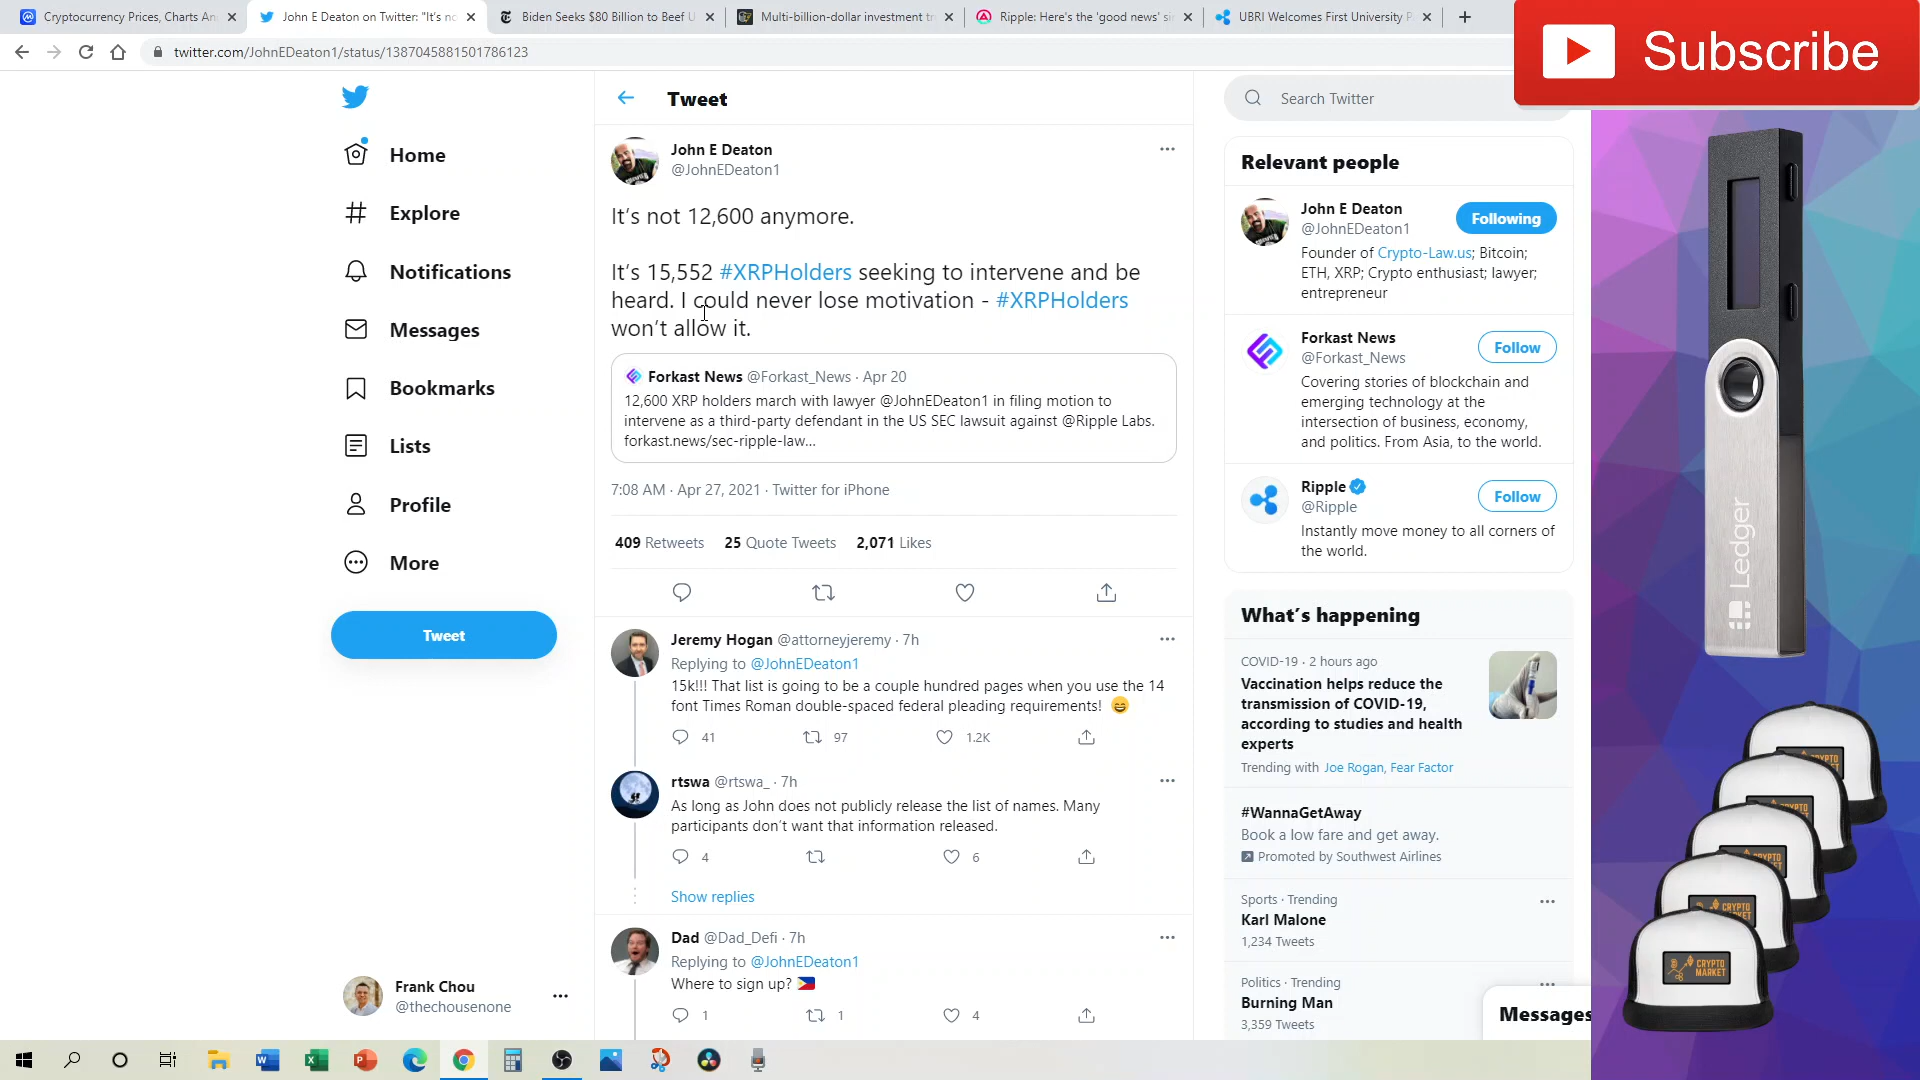 Cryptocurrency Prices, Charts An
John E Deaton on Twitter: "It's no
Biden Seeks $80 Billion to Beef U
Multi-billion-dollar investment tr
Ripple: Here's the 'good news' si
UBRI Welcomes First University P
twitter.com/JohnEDeaton1/status/1387045881501786123
Subscribe
Home
Explore
Notifications
Messages
Bookmarks
Lists
Profile
More
Tweet
Frank Chou
@thechousenone
Tweet
John E Deaton
@JohnEDeaton1
It's not 12,600 anymore.
It's 15,552 #XRPHolders seeking to intervene and be
heard. I could never lose motivation - #XRPHolders
won't allow it.
Forkast News @Forkast_News · Apr 20
12,600 XRP holders march with lawyer @JohnEDeaton1 in filing motion to
intervene as a third-party defendant in the US SEC lawsuit against @Ripple Labs.
forkast.news/sec-ripple-law...
7:08 AM · Apr 27, 2021 · Twitter for iPhone
409 Retweets 25 Quote Tweets 2,071 Likes
Jeremy Hogan @attorneyjeremy · 7h
Replying to @JohnEDeaton1
15k!!! That list is going to be a couple hundred pages when you use the 14
font Times Roman double-spaced federal pleading requirements! 😄
41 97 1.2K
rtswa @rtswa_ · 7h
As long as John does not publicly release the list of names. Many
participants don't want that information released.
4 6
Show replies
Dad @Dad_Defi · 7h
Replying to @JohnEDeaton1
Where to sign up? 🇵🇭
1 1 4
Search Twitter
Relevant people
John E Deaton
@JohnEDeaton1
Following
Founder of Crypto-Law.us; Bitcoin;
ETH, XRP; Crypto enthusiast; lawyer;
entrepreneur
Forkast News
@Forkast_News
Follow
Covering stories of blockchain and
emerging technology at the
intersection of business, economy,
and politics. From Asia, to the world.
Ripple
@Ripple
Follow
Instantly move money to all corners of
the world.
What's happening
COVID-19 · 2 hours ago
Vaccination helps reduce the
transmission of COVID-19,
according to studies and health
experts
Trending with Joe Rogan, Fear Factor
#WannaGetAway
Book a low fare and get away.
Promoted by Southwest Airlines
Sports · Trending
Karl Malone
1,234 Tweets
Politics · Trending
Burning Man
3,359 Tweets
Messages
Ledger
CRYPTO
MARKET